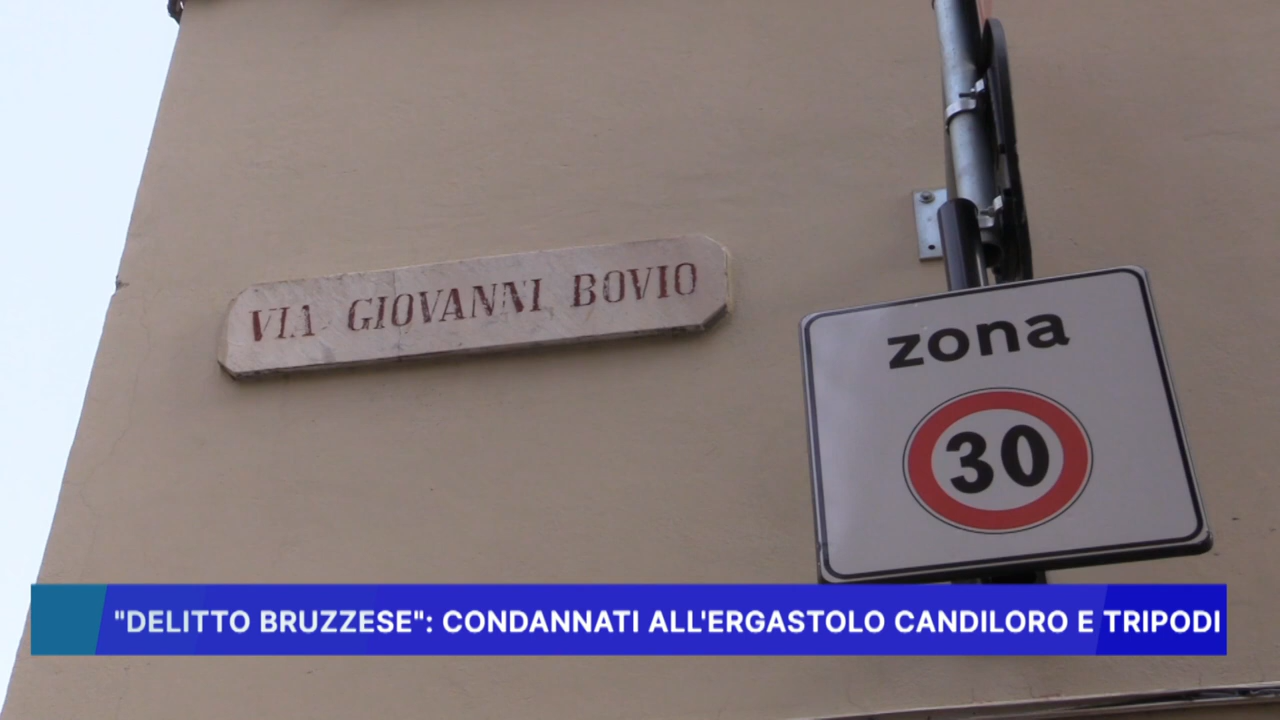 VIA GIOVANNI BOVIO
zona
30
"DELITTO BRUZZESE": CONDANNATI ALL'ERGASTOLO CANDILORO E TRIPODI